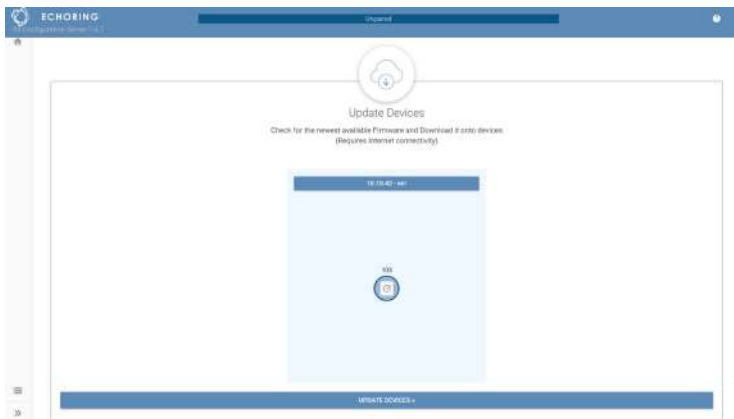 ECHORING
Unpaired
Update Devices
Check for the newest available Firmware and Download it onto devices
(Requires internet connectivity)
UPDATE DEVICES »